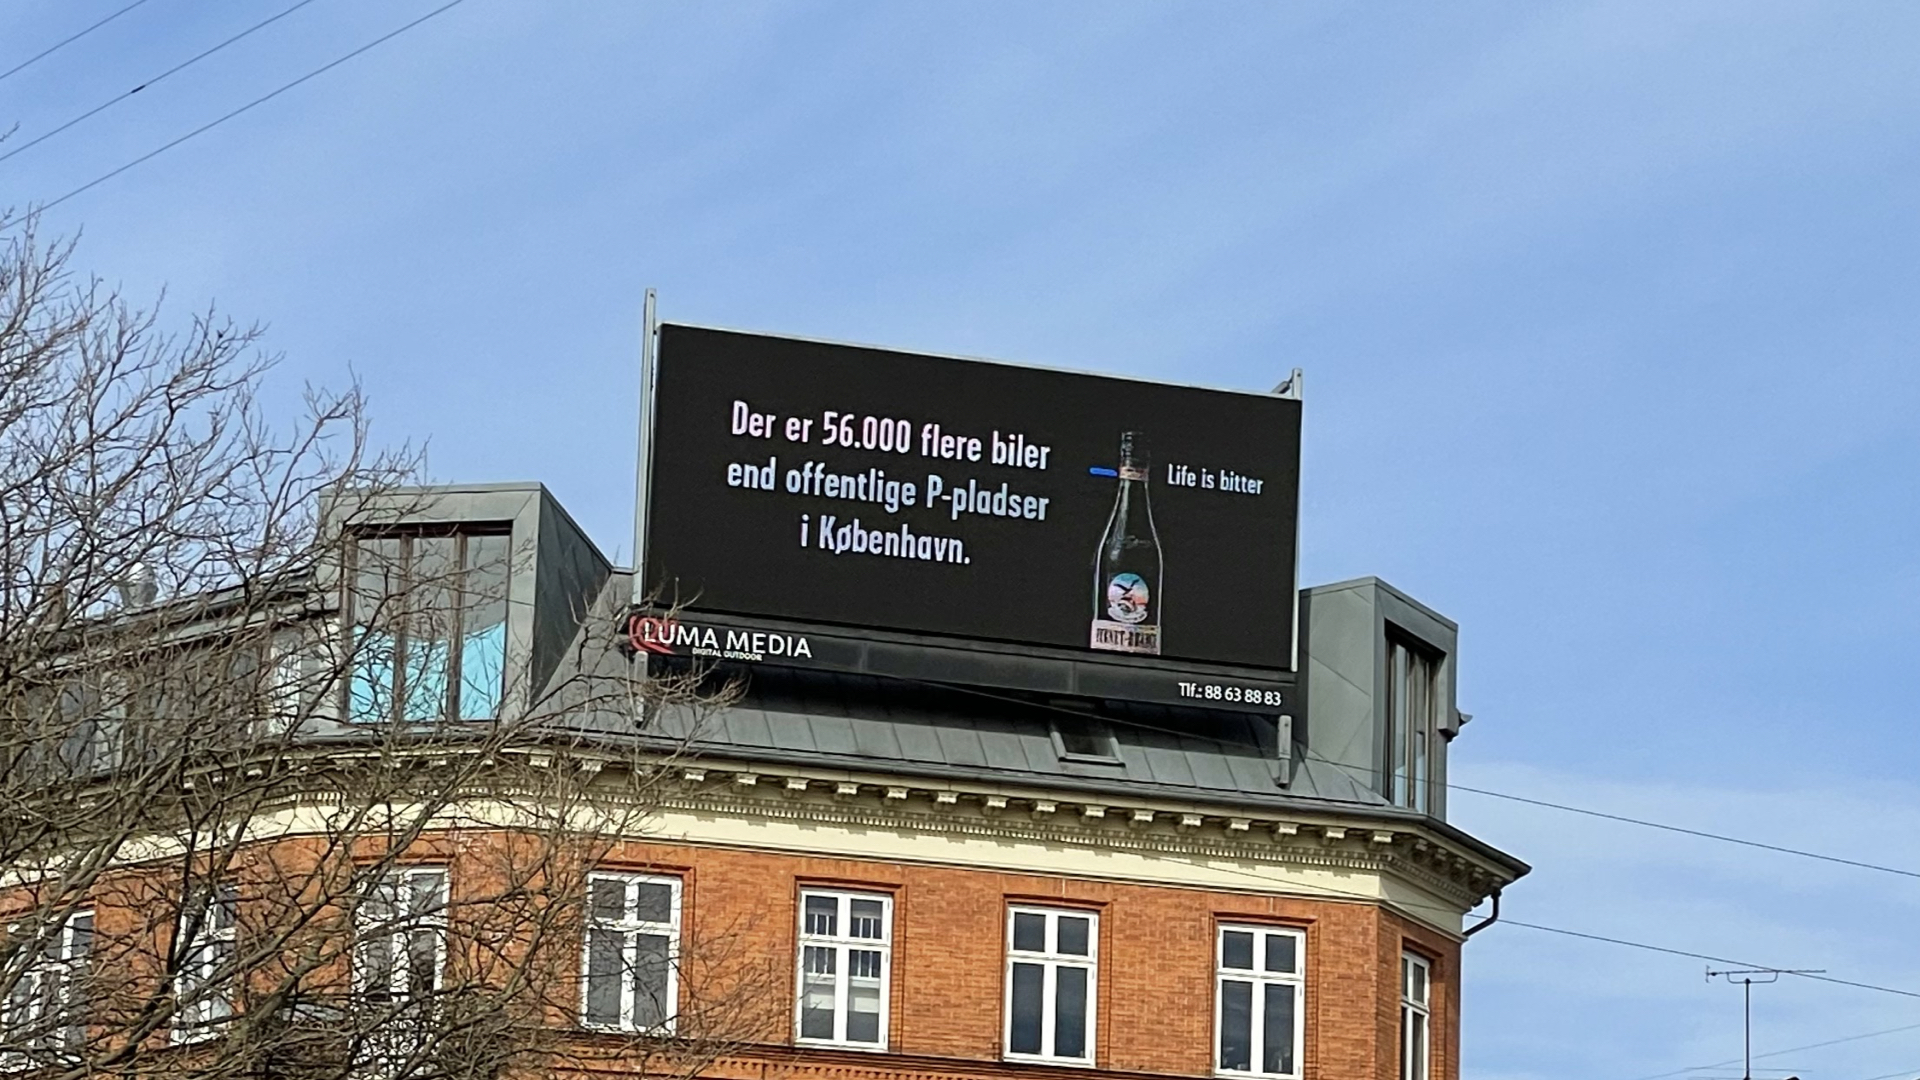 Der er 56.000 flere biler
end offentlige P-pladser
i København.
Life is bitter
FERNET-BRANCA
LUMA MEDIA
DIGITAL OUTDOOR
Tlf.: 88 63 88 83